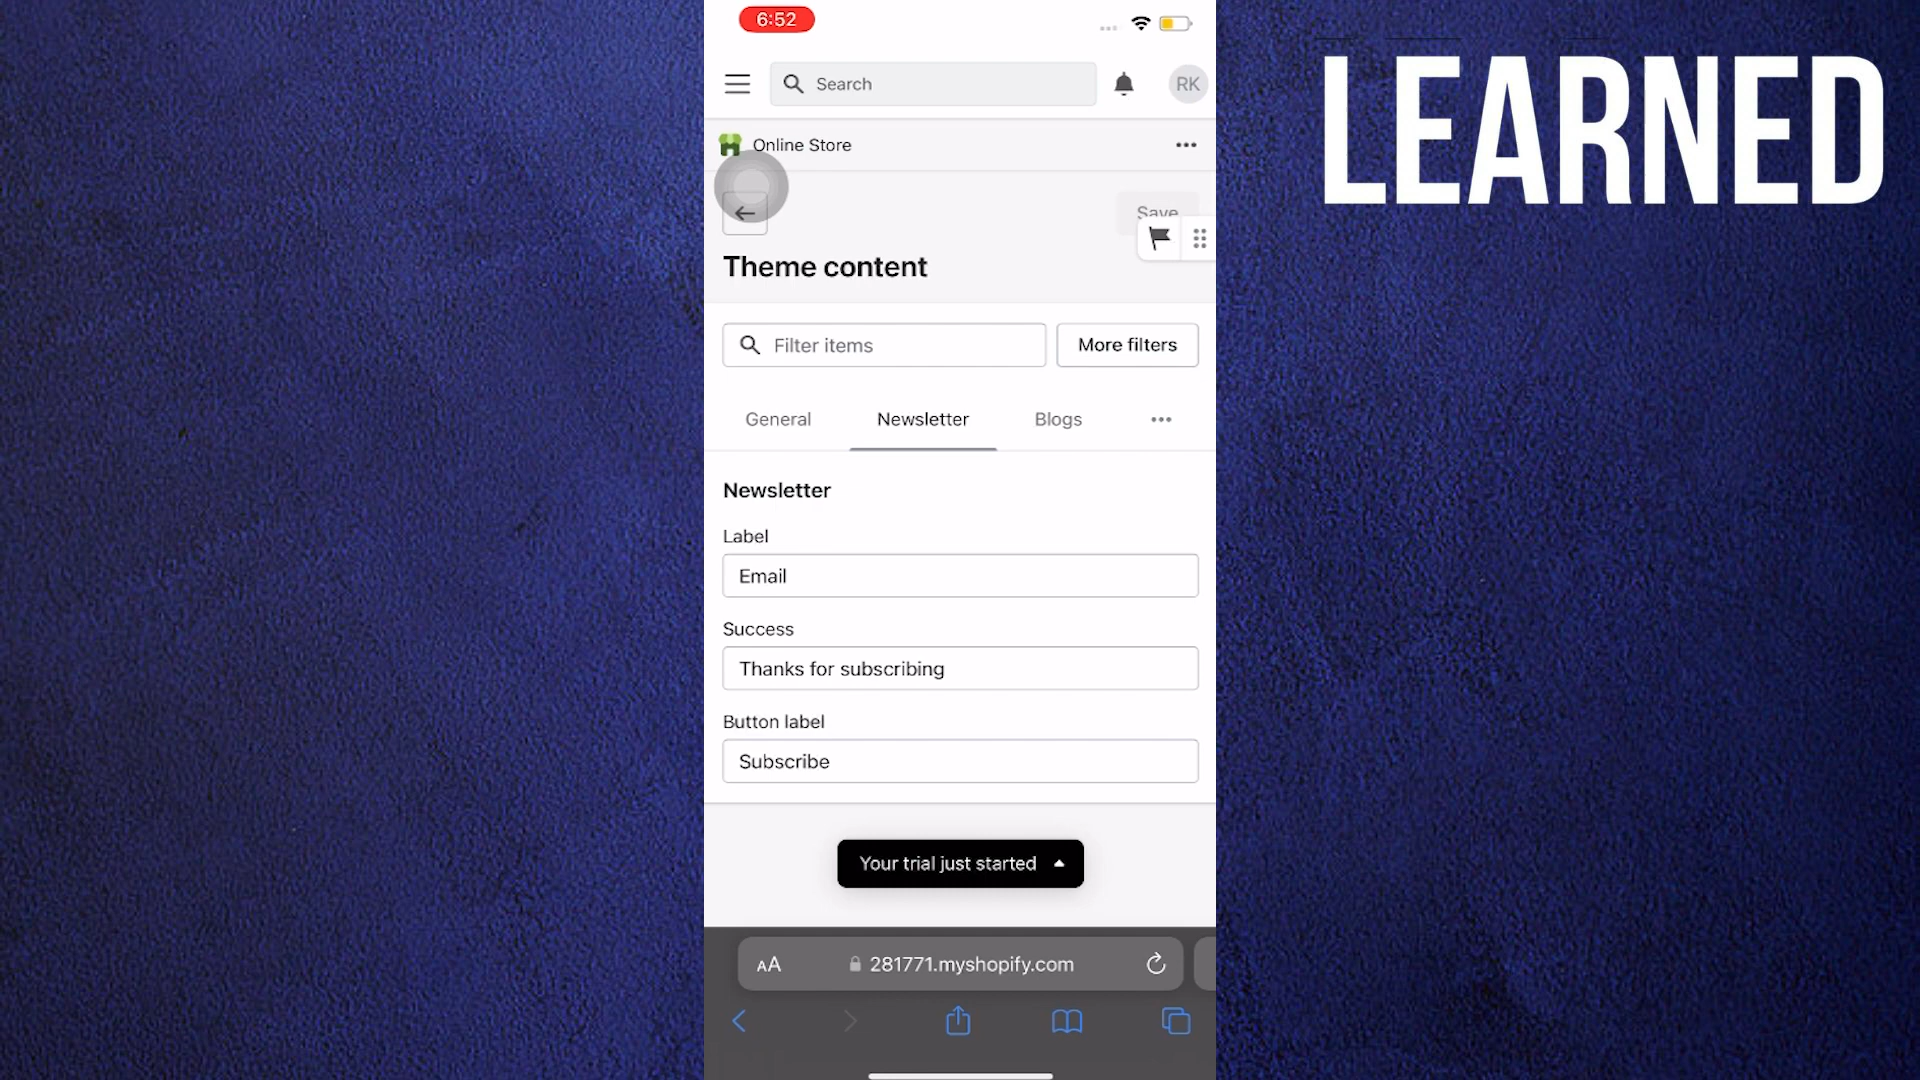 6:52
LEARNED
Search
RK
Online Store
Save
Theme content
Filter items
More filters
General
Newsletter
Blogs
Newsletter
Label
Email
Success
Thanks for subscribing
Button label
Subscribe
Your trial just started
AA
281771.myshopify.com